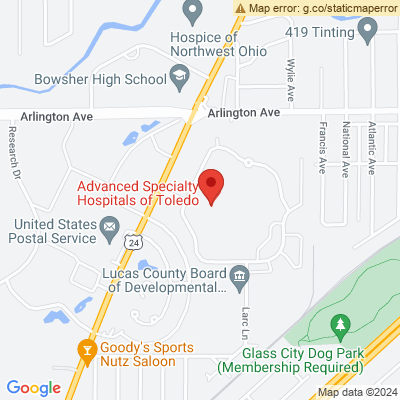 Map error: g.co/staticmaperror
Hospice of
Northwest Ohio
419 Tinting
Bowsher High School
Wylie Ave
Arlington Ave
Arlington Ave
Research Dr
Francis Ave
National Ave
Atlantic Ave
Advanced Specialty
Hospitals of Toledo
United States
Postal Service
24
Lucas County Board
of Developmental...
Larc Ln
Goody's Sports
Nutz Saloon
Glass City Dog Park
(Membership Required)
Google
Map data ©2024